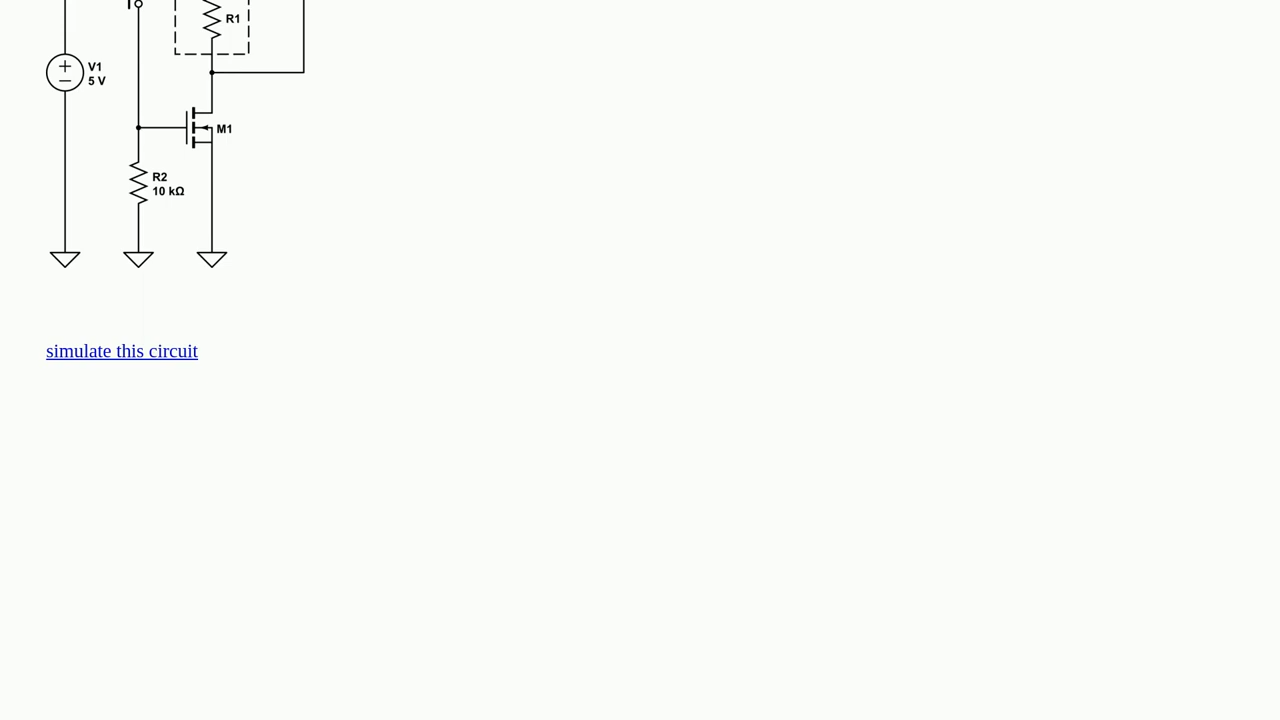 R1
V1
5 V
M1
R2
10 kΩ
simulate this circuit